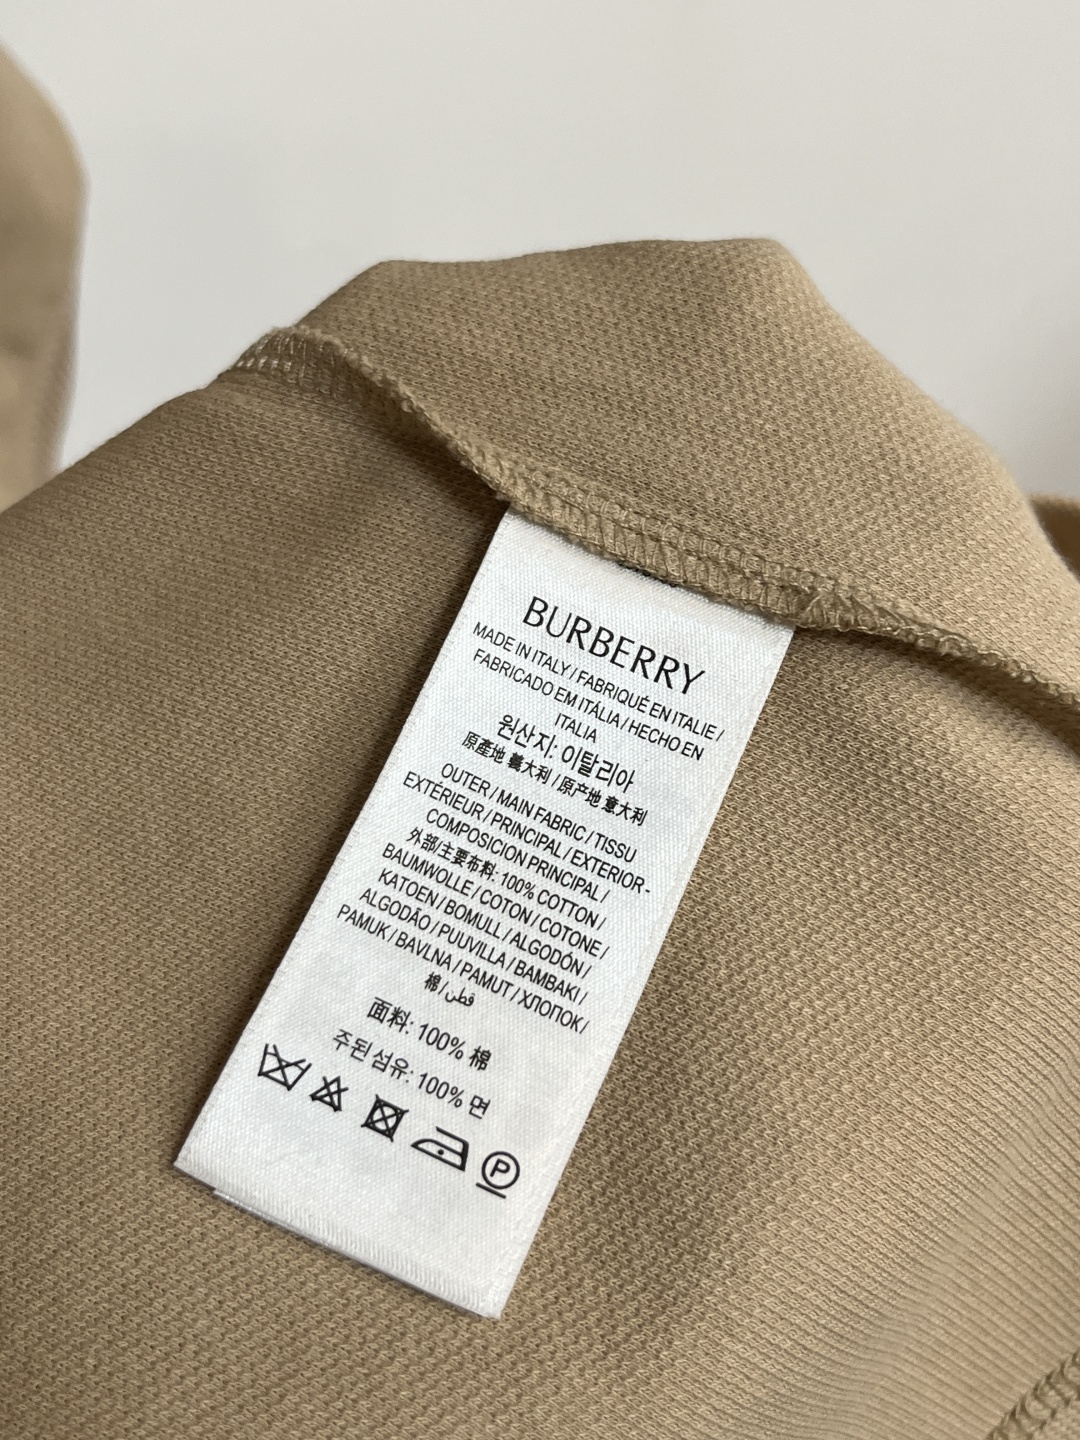 BURBERRY
MADE IN ITALY / FABRIQUÉ EN ITALIE /
FABRICADO EM ITÁLIA / HECHO EN
ITALIA
원산지: 이탈리아
原產地 義大利 / 原产地 意大利
OUTER / MAIN FABRIC / TISSU
EXTÉRIEUR / PRINCIPAL / EXTERIOR -
COMPOSICION PRINCIPAL /
外部/主要布料: 100% COTTON /
BAUMWOLLE / COTON / COTONE /
KATOEN / BOMULL / ALGODÓN /
ALGODÃO / PUUVILLA / BAMBAKI /
PAMUK / BAVLNA / PAMUT / ХЛОПОК /
棉 / قطن
面料: 100% 棉
주된 섬유: 100% 면
P